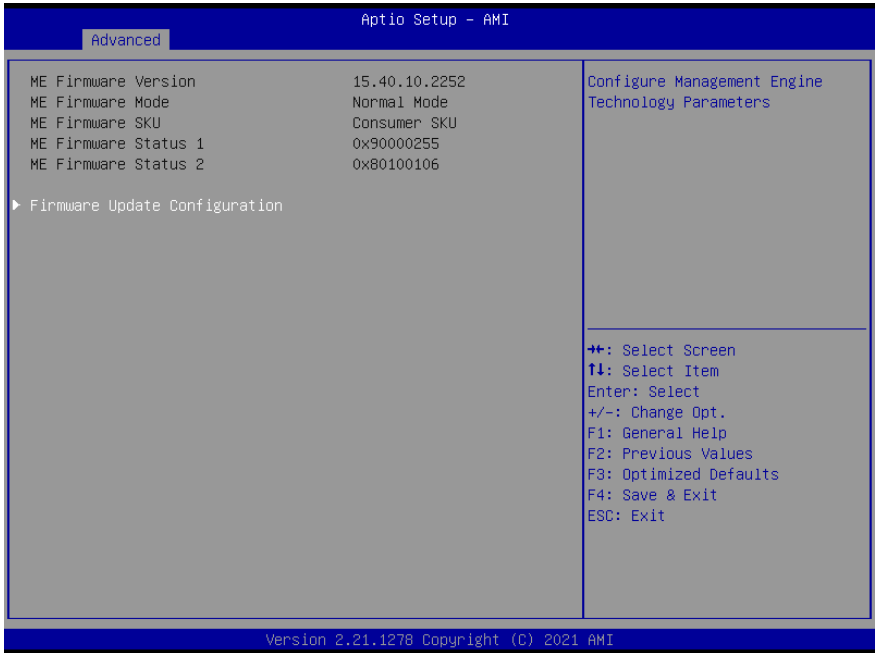 Aptio Setup – AMI
Advanced
ME Firmware Version 15.40.10.2252
ME Firmware Mode Normal Mode
ME Firmware SKU Consumer SKU
ME Firmware Status 1 0x90000255
ME Firmware Status 2 0x80100106
▶ Firmware Update Configuration
Configure Management Engine
Technology Parameters
→←: Select Screen
↑↓: Select Item
Enter: Select
+/-: Change Opt.
F1: General Help
F2: Previous Values
F3: Optimized Defaults
F4: Save & Exit
ESC: Exit
Version 2.21.1278 Copyright (C) 2021 AMI